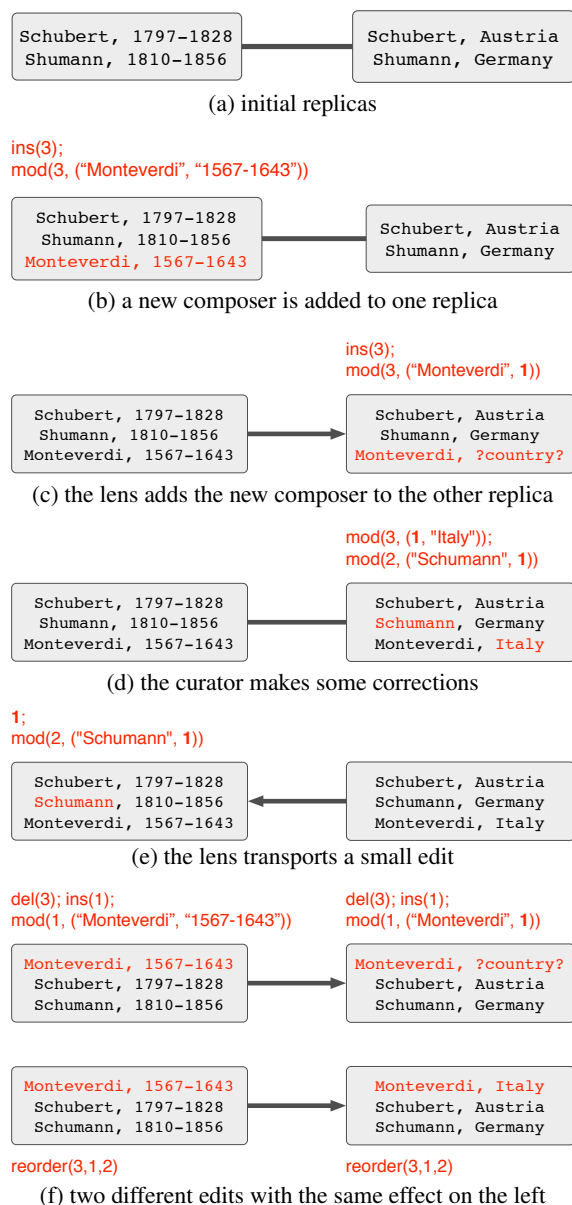 Schubert, 1797-1828
Shumann, 1810-1856
Schubert, Austria
Shumann, Germany
(a) initial replicas
ins(3);
mod(3, (“Monteverdi”, “1567-1643”))
Schubert, 1797-1828
Shumann, 1810-1856
Monteverdi, 1567-1643
Schubert, Austria
Shumann, Germany
(b) a new composer is added to one replica
ins(3);
mod(3, (“Monteverdi”, 1))
Schubert, 1797-1828
Shumann, 1810-1856
Monteverdi, 1567-1643
Schubert, Austria
Shumann, Germany
Monteverdi, ?country?
(c) the lens adds the new composer to the other replica
mod(3, (1, "Italy"));
mod(2, ("Schumann", 1))
Schubert, 1797-1828
Shumann, 1810-1856
Monteverdi, 1567-1643
Schubert, Austria
Schumann, Germany
Monteverdi, Italy
(d) the curator makes some corrections
1;
mod(2, ("Schumann", 1))
Schubert, 1797-1828
Schumann, 1810-1856
Monteverdi, 1567-1643
Schubert, Austria
Schumann, Germany
Monteverdi, Italy
(e) the lens transports a small edit
del(3); ins(1);
mod(1, (“Monteverdi”, “1567-1643”))
del(3); ins(1);
mod(1, (“Monteverdi”, 1))
Monteverdi, 1567-1643
Schubert, 1797-1828
Schumann, 1810-1856
Monteverdi, ?country?
Schubert, Austria
Schumann, Germany
Monteverdi, 1567-1643
Schubert, 1797-1828
Schumann, 1810-1856
Monteverdi, Italy
Schubert, Austria
Schumann, Germany
reorder(3,1,2)
reorder(3,1,2)
(f) two different edits with the same effect on the left